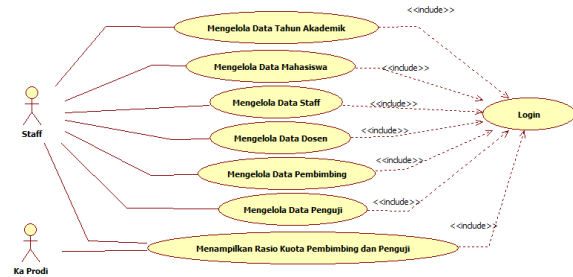 <<include>>
Mengelola Data Tahun Akademik
Mengelola Data Mahasiswa
<<include>>
Mengelola Data Staff
<<include>>
Login
Staff
<<include>>
Mengelola Data Dosen
<<include>>
Mengelola Data Pembimbing
Mengelola Data Penguji
<<include>>
<<include>>
Menampilkan Rasio Kuota Pembimbing dan Penguji
Ka Prodi